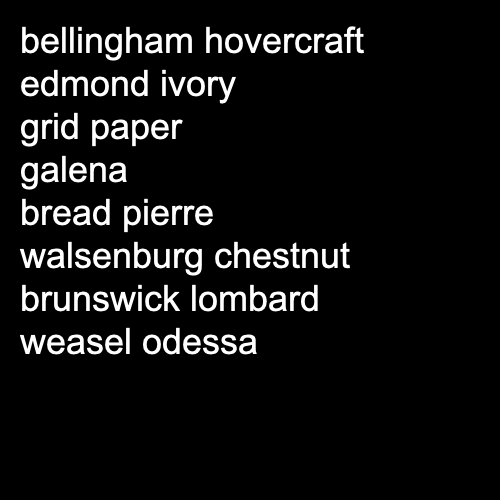 bellingham hovercraft
edmond ivory
grid paper
galena
bread pierre
walsenburg chestnut
brunswick lombard
weasel odessa